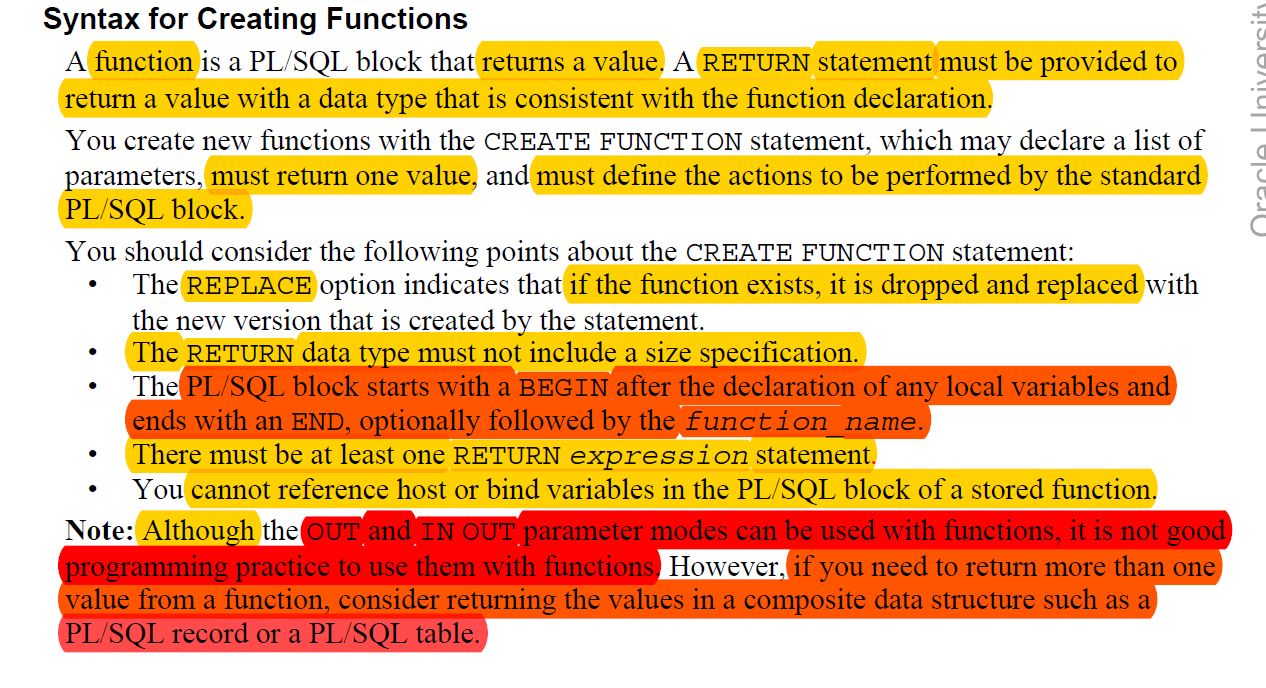 Syntax for Creating Functions
A function is a PL/SQL block that returns a value. A RETURN statement must be provided to
return a value with a data type that is consistent with the function declaration.
You create new functions with the CREATE FUNCTION statement, which may declare a list of
parameters, must return one value, and must define the actions to be performed by the standard
PL/SQL block.
You should consider the following points about the CREATE FUNCTION statement:
• The REPLACE option indicates that if the function exists, it is dropped and replaced with
the new version that is created by the statement.
• The RETURN data type must not include a size specification.
• The PL/SQL block starts with a BEGIN after the declaration of any local variables and
ends with an END, optionally followed by the function_name.
• There must be at least one RETURN expression statement.
• You cannot reference host or bind variables in the PL/SQL block of a stored function.
Note: Although the OUT and IN OUT parameter modes can be used with functions, it is not good
programming practice to use them with functions. However, if you need to return more than one
value from a function, consider returning the values in a composite data structure such as a
PL/SQL record or a PL/SQL table.
Oracle University